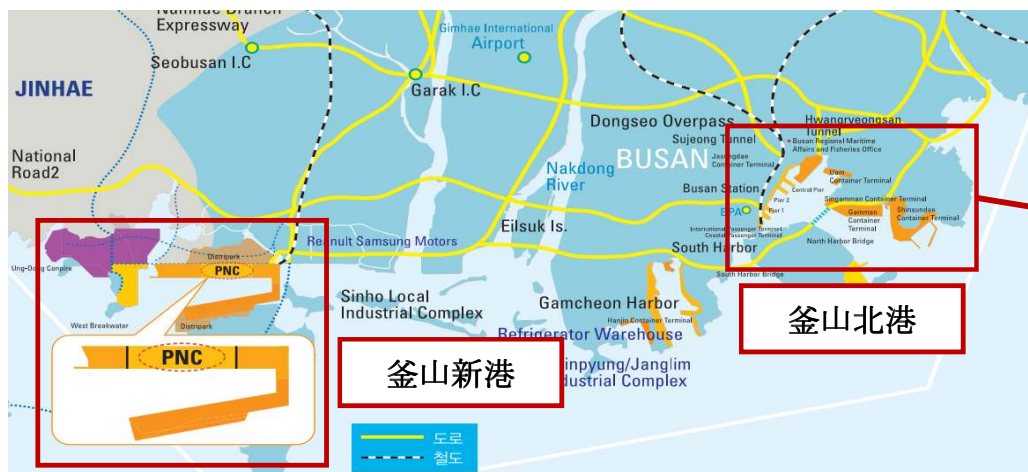 Namhae Branch
Expressway
Seobusan I.C
JINHAE
National
Road2
Gimhae International
Airport
Garak I.C
Dongseo Overpass
Sujeong Tunnel
BUSAN
Jasungdae
Container Terminal
Hwangryeongsan
Tunnel
Busan Regional Maritime
Affairs and Fisheries Office
Nakdong
River
Busan Station
BPA
Central Pier
Pier 2
Pier 1
Uam
Container Terminal
Singamman Container Terminal
Gamman
Container
Terminal
Shinsundae
Container Terminal
International Passenger Terminal
Coastal Passenger Terminal
North Harbor Bridge
South Harbor
South Harbor Bridge
Eilsuk Is.
Renault Samsung Motors
Ung-Dong Conpire
Distripark
PNC
West Breakwater
Distripark
PNC
Sinho Local
Industrial Complex
Gamcheon Harbor
Hanjin Container Terminal
Refrigerator Warehouse
inpyung/Janglim
dustrial Complex
釜山新港
釜山北港
도로
철도